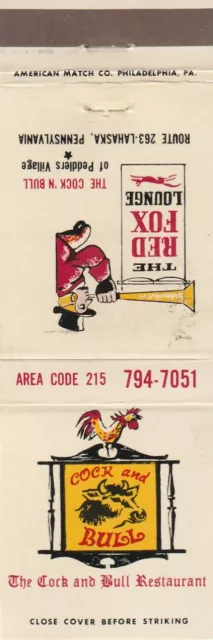 AMERICAN MATCH CO. PHILADELPHIA, PA.
THE
RED
FOX
LOUNGE
THE COCK 'N BULL
of Peddlers Village
★
ROUTE 263-LAHASKA, PENNSYLVANIA
AREA CODE 215 794-7051
COCK and
BULL
The Cock and Bull Restaurant
CLOSE COVER BEFORE STRIKING